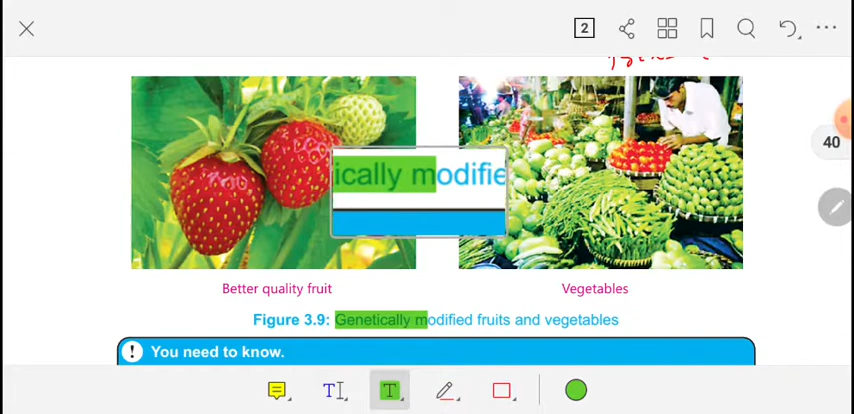 2
40
ically modifie
Better quality fruit
Vegetables
Figure 3.9: Genetically modified fruits and vegetables
! You need to know.
T
T